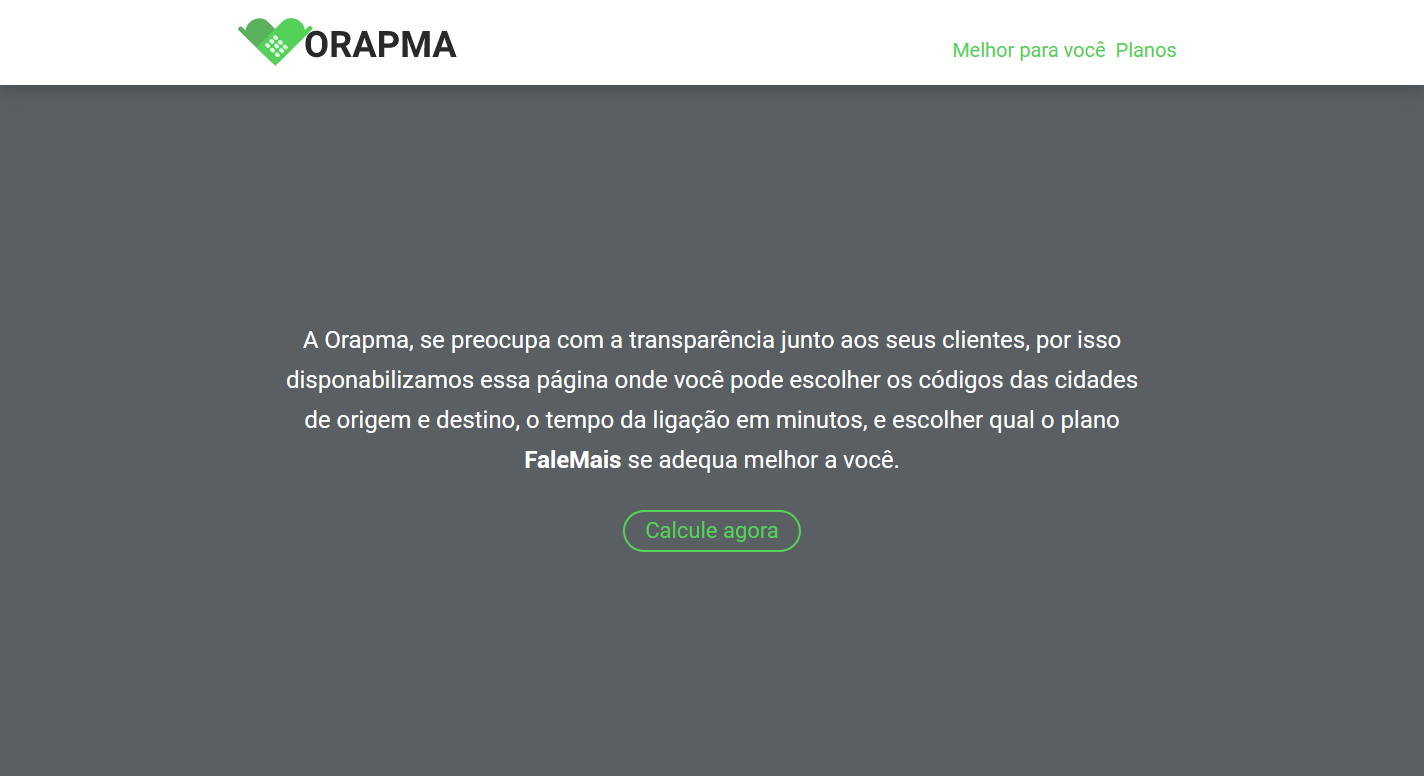 ORAPMA
Melhor para você Planos
A Orapma, se preocupa com a transparência junto aos seus clientes, por isso
disponabilizamos essa página onde você pode escolher os códigos das cidades
de origem e destino, o tempo da ligação em minutos, e escolher qual o plano
FaleMais se adequa melhor a você.
Calcule agora